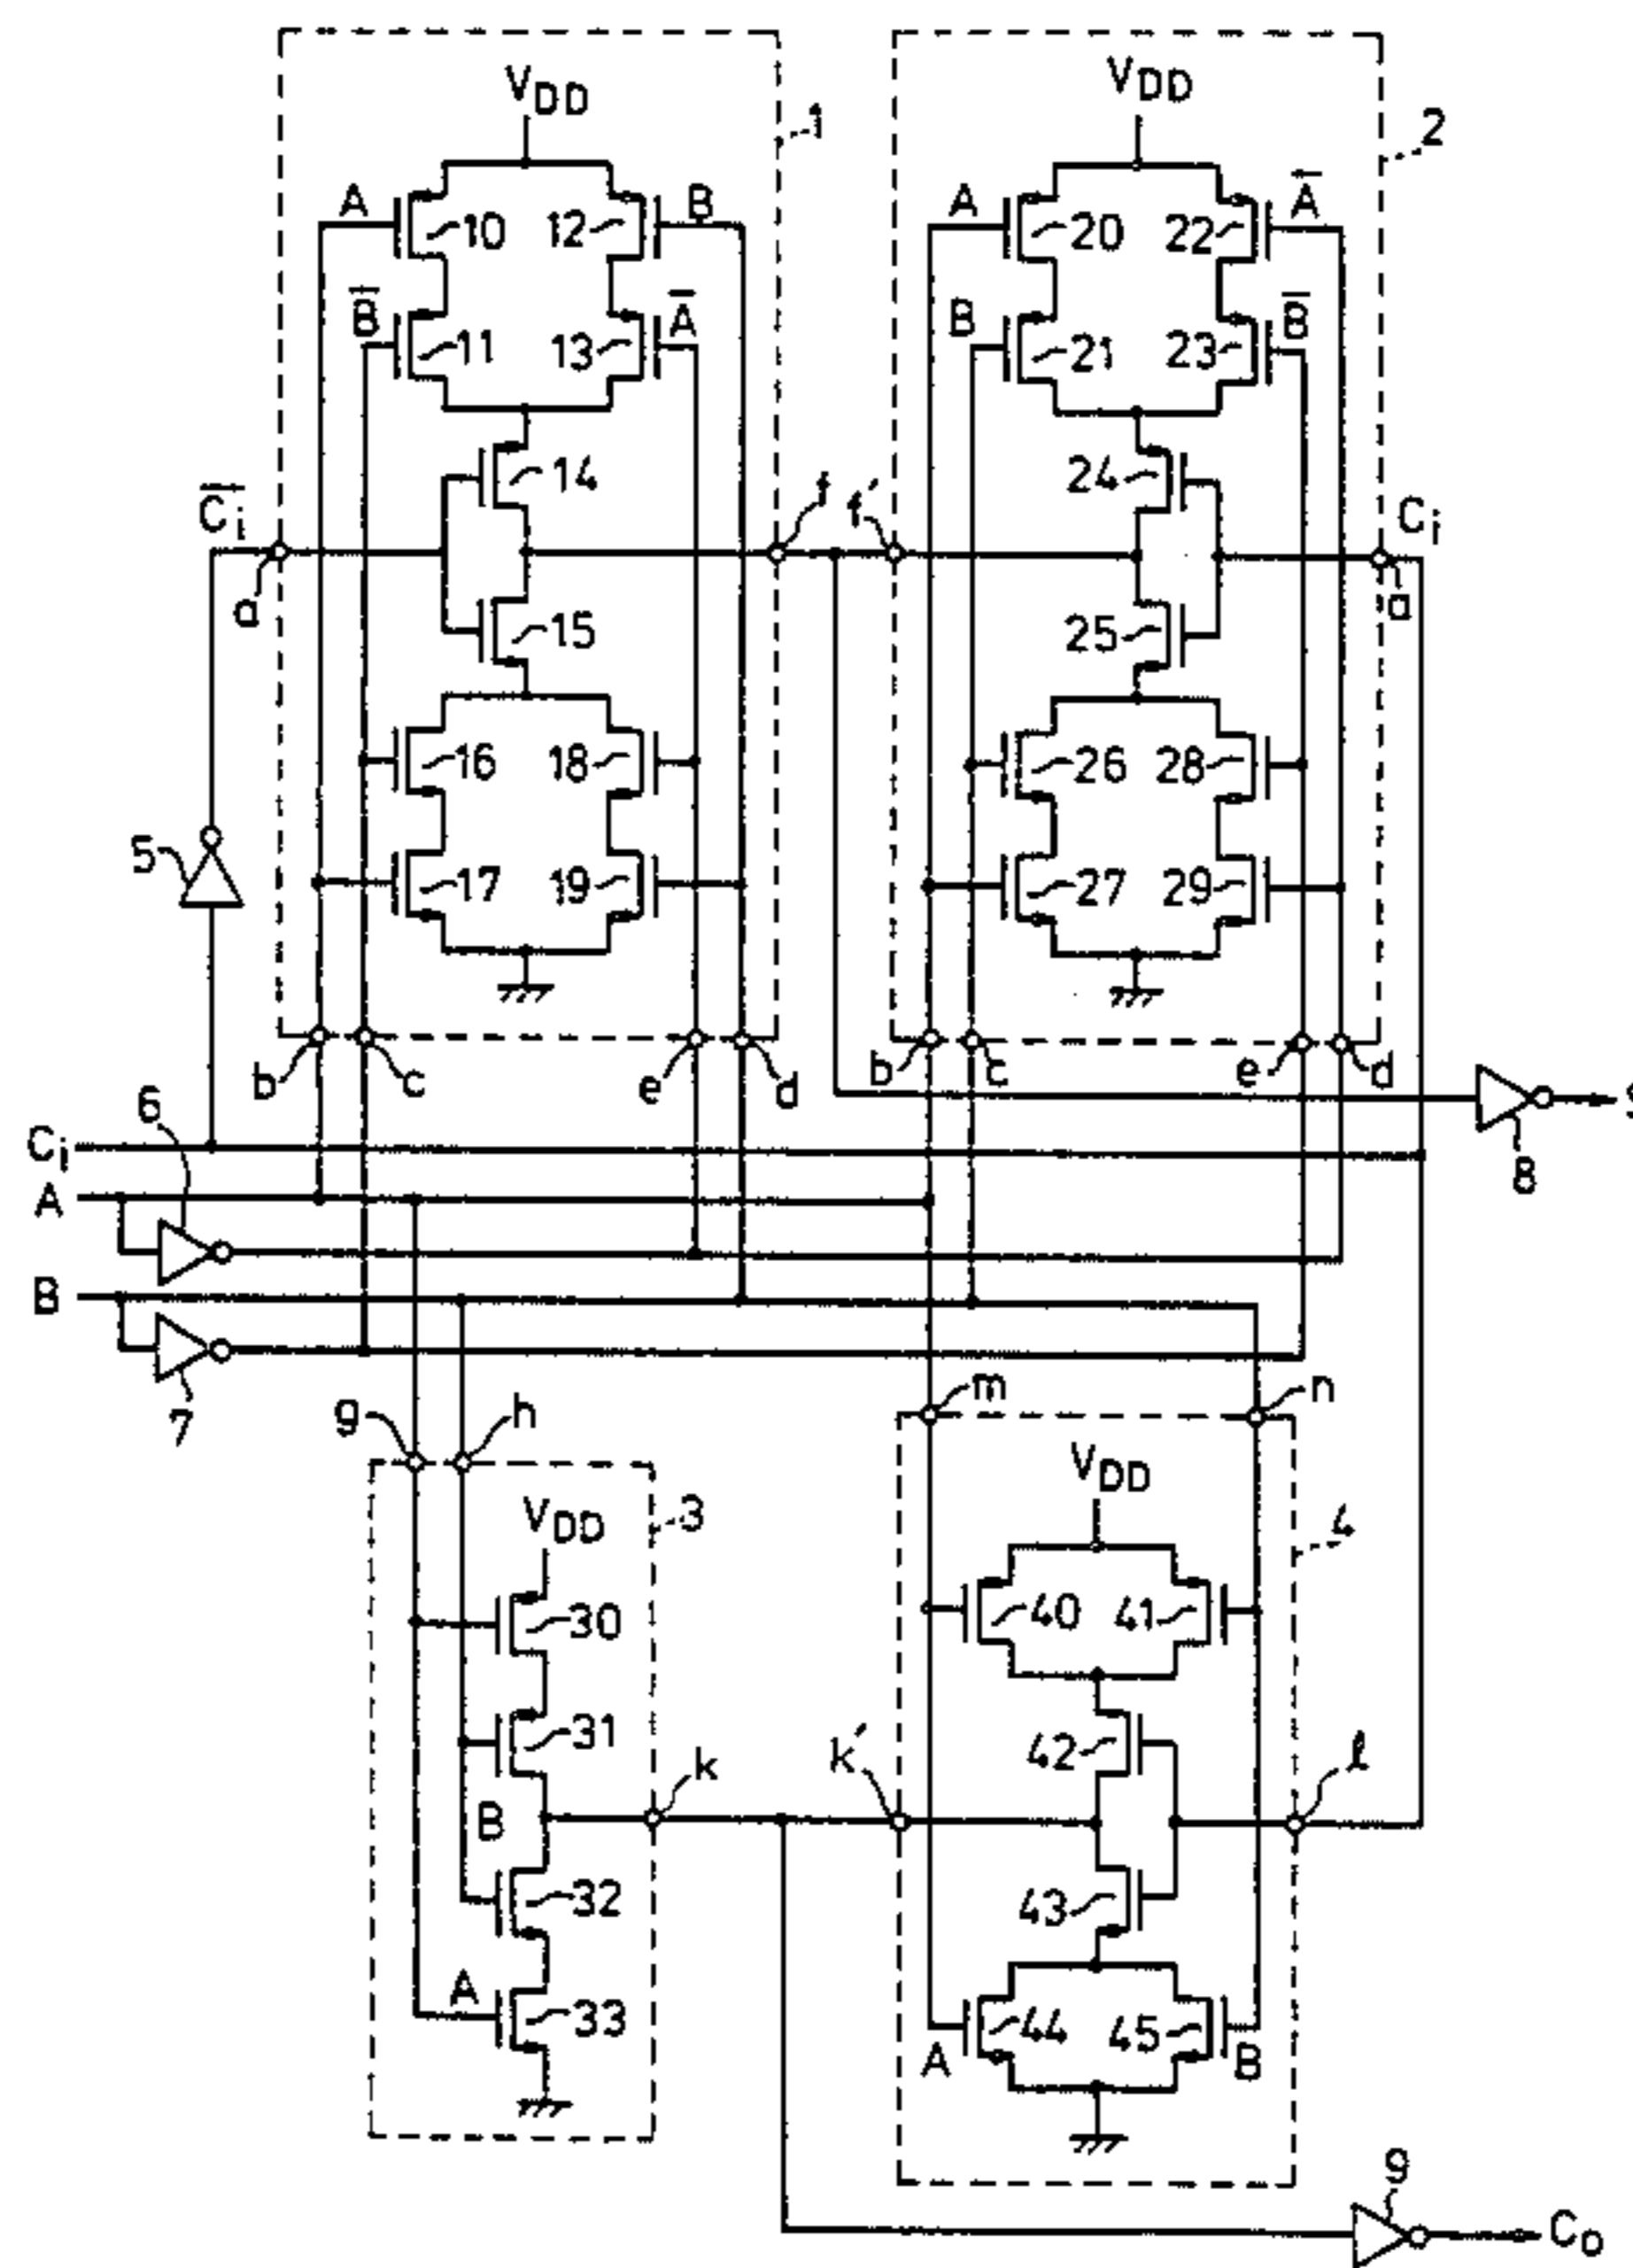 VDD
VDD
1
2
A
10
12
B
A
20
22
A̅
B̅
11
13
A̅
B
21
23
B̅
14
24
C̅i̅
f
f'
Ci
a
a
15
25
16
18
26
28
5
17
19
27
29
b
c
e
d
b
c
e
d
6
S
Ci
8
A
B
7
g
h
m
n
VDD
3
VDD
4
30
40
41
31
k
k'
42
l
B
32
43
A
33
44
45
A
B
9
Co